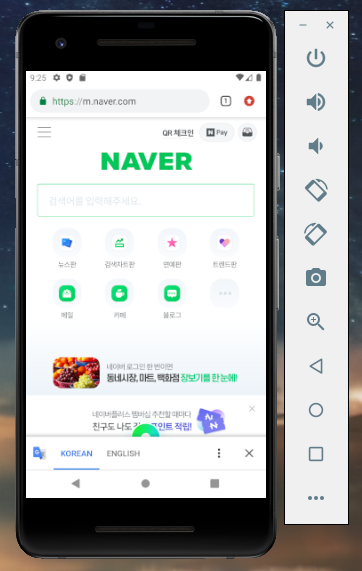 9:25
https://m.naver.com
1
QR 체크인
N Pay
NAVER
검색어를 입력해주세요.
뉴스판 검색차트판 연예판 트렌드판
메일 카페 블로그
네이버 로그인 한 번이면
동네시장, 마트, 백화점 장보기를 한 눈에!
네이버플러스 멤버십 추천할 때마다
친구도 나도
포인트 적립!
KOREAN ENGLISH